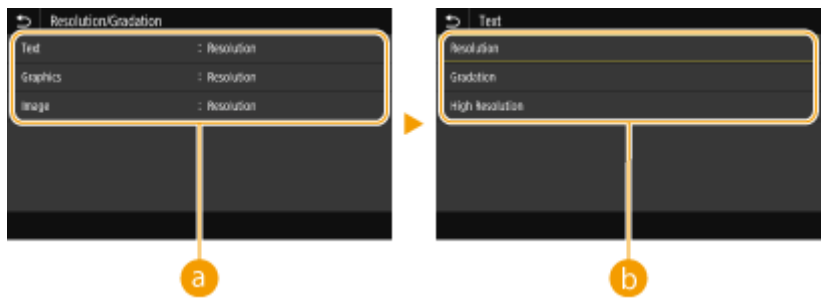 Resolution/Gradation
Text : Resolution
Graphics : Resolution
Image : Resolution
a
Text
Resolution
Gradation
High Resolution
b